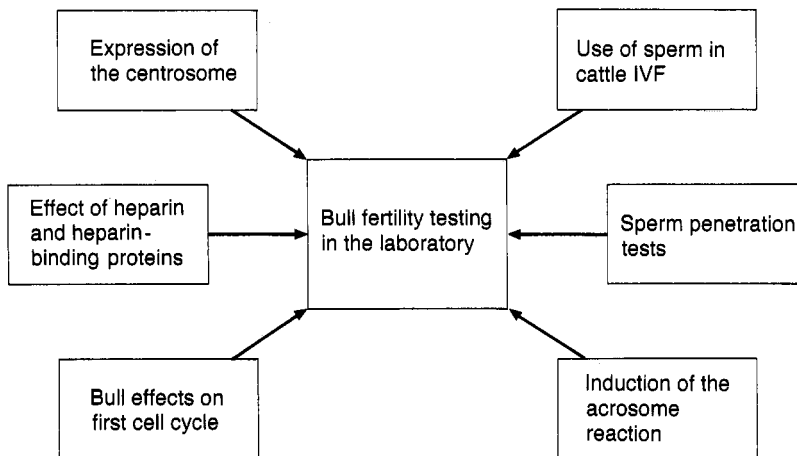 Expression of
the centrosome
Use of sperm in
cattle IVF
Effect of heparin
and heparin-
binding proteins
Bull fertility testing
in the laboratory
Sperm penetration
tests
Bull effects on
first cell cycle
Induction of the
acrosome
reaction